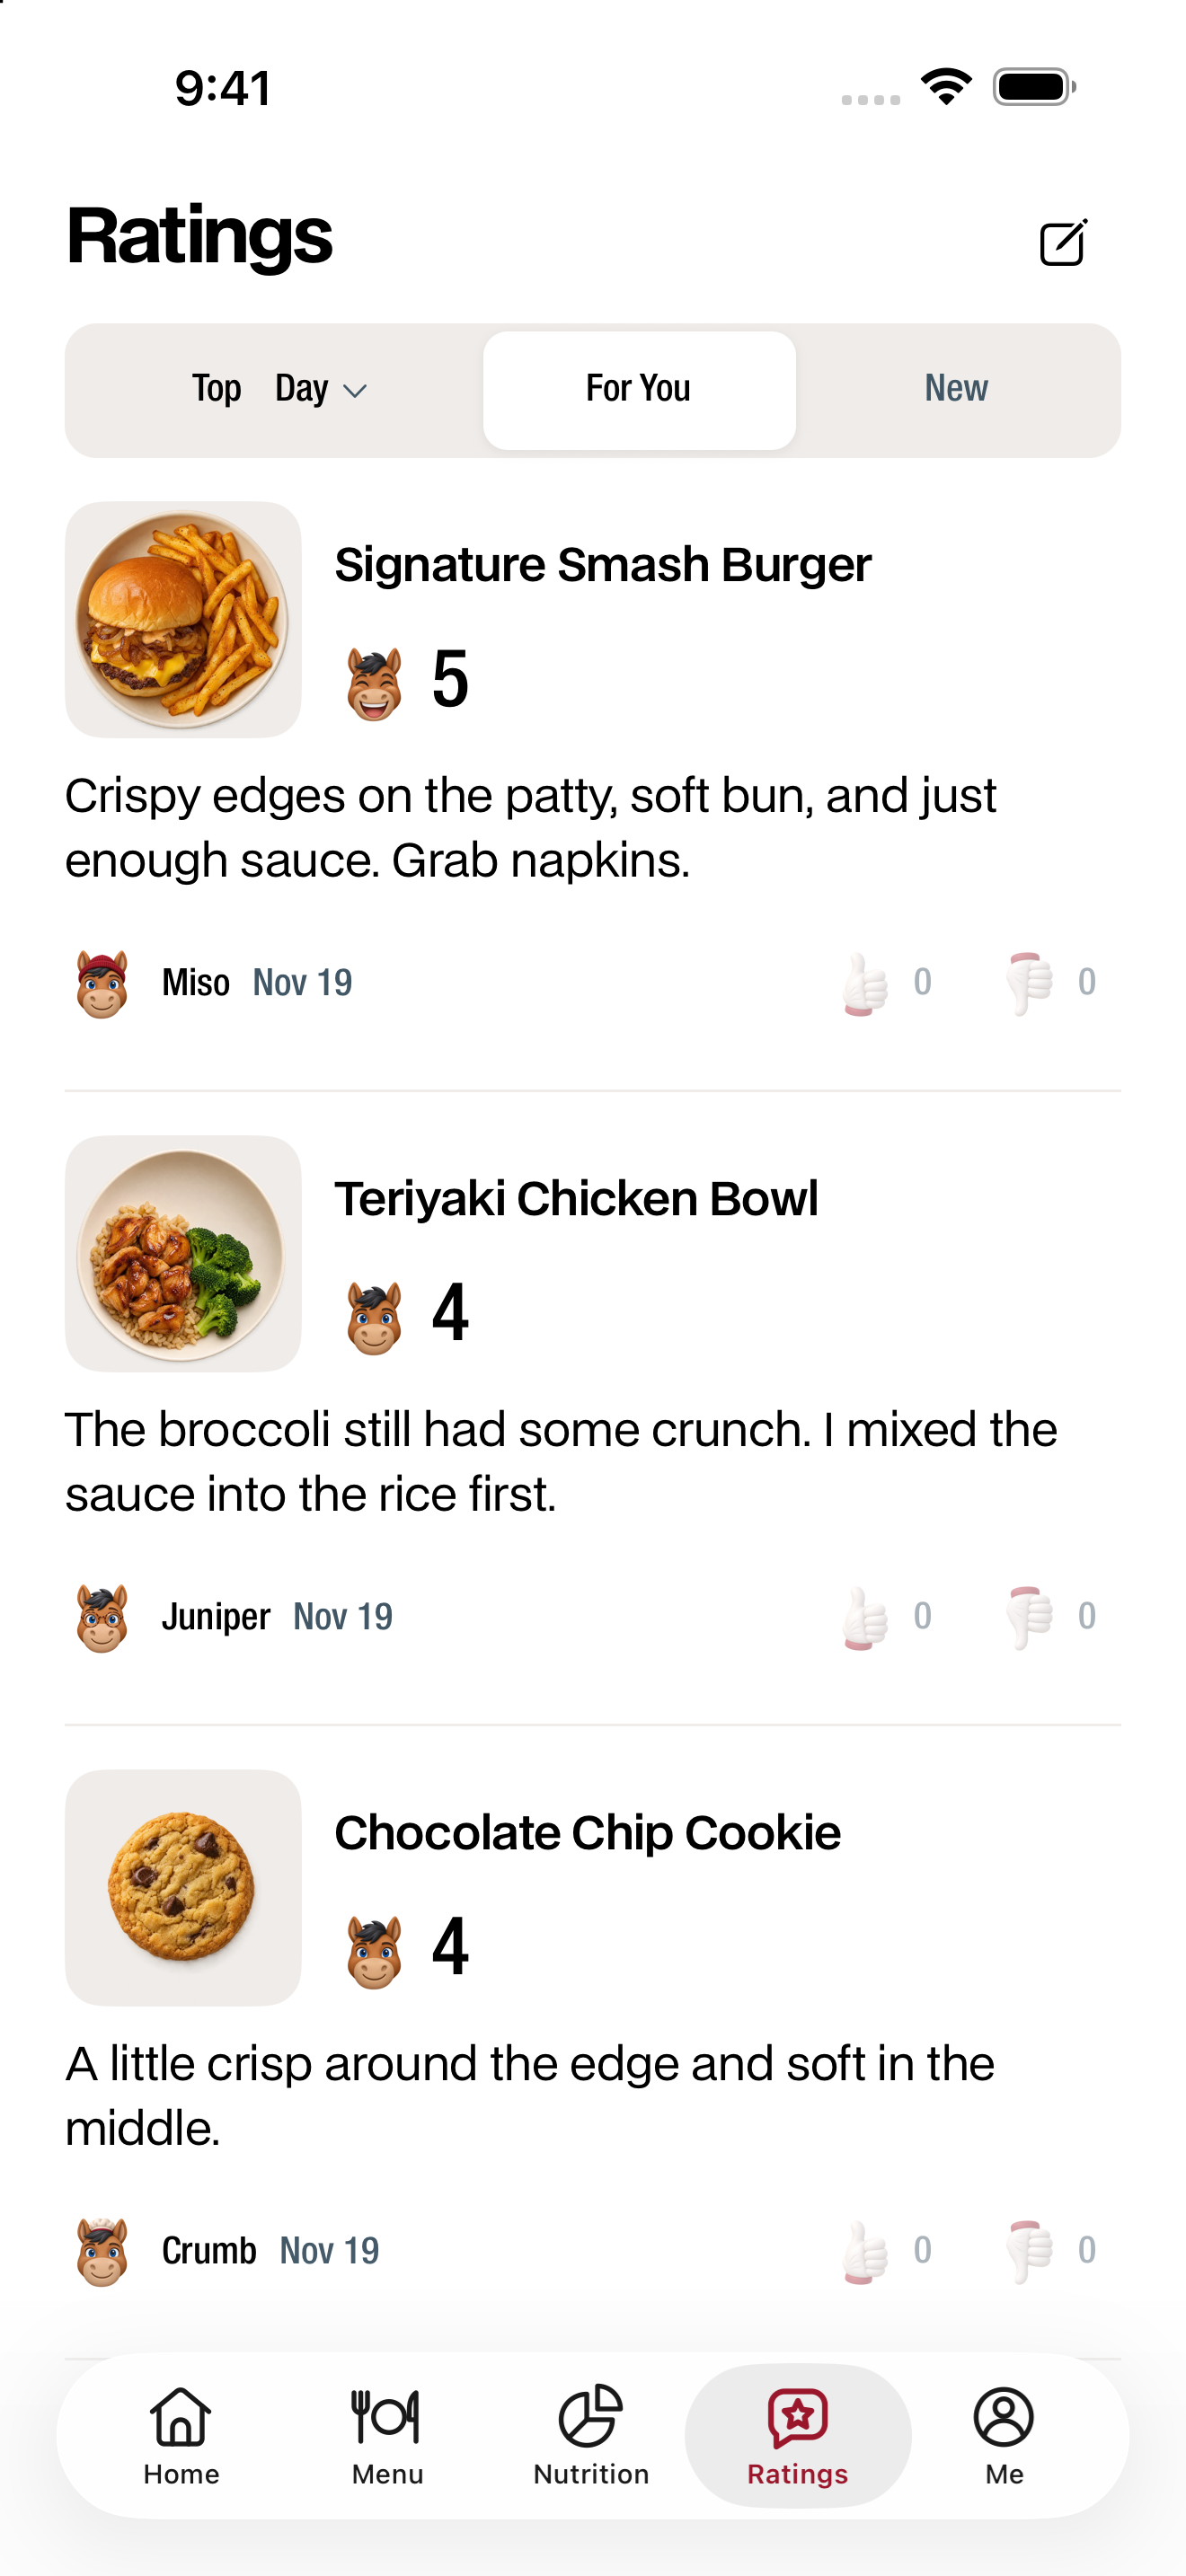 9:41
Ratings
Top Day
For You
New
Signature Smash Burger
5
Crispy edges on the patty, soft bun, and just
enough sauce. Grab napkins.
Miso Nov 19
0 0
Teriyaki Chicken Bowl
4
The broccoli still had some crunch. I mixed the
sauce into the rice first.
Juniper Nov 19
0 0
Chocolate Chip Cookie
4
A little crisp around the edge and soft in the
middle.
Crumb Nov 19
0 0
Home
Menu
Nutrition
Ratings
Me